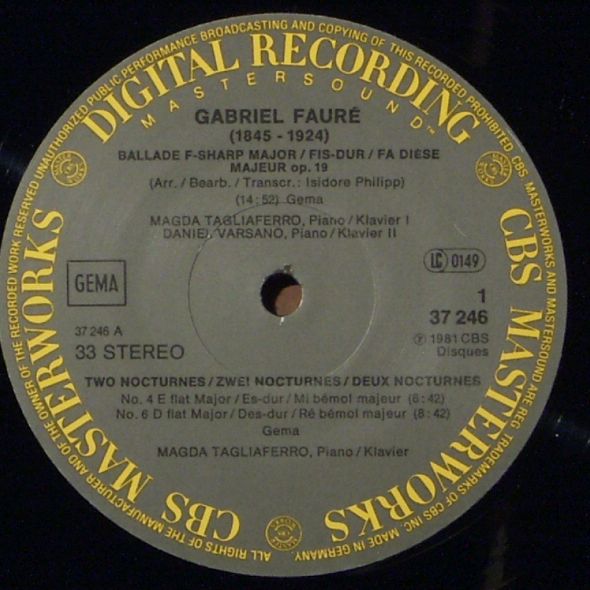 ALL RIGHTS OF THE MANUFACTURER AND OF THE OWNER OF THE RECORDED WORK RESERVED UNAUTHORIZED PUBLIC PERFORMANCE BROADCASTING AND COPYING OF THIS RECORDED PROHIBITED CBS, MASTERWORKS AND MASTERSOUND ARE REG. TRADEMARKS OF CBS INC. MADE IN GERMANY.
DIGITAL RECORDING
MASTERSOUND™
GABRIEL FAURÉ
(1845 - 1924)
BALLADE F-SHARP MAJOR / FIS-DUR / FA DIÈSE
MAJEUR op. 19
(Arr. / Bearb. / Transcr.: Isidore Philipp)
(14:52) Gema
MAGDA TAGLIAFERRO, Piano / Klavier I
DANIEL VARSANO, Piano / Klavier II
GEMA
LC 0149
1
37 246
37 246 A
33 STEREO
℗ 1981 CBS
Disques
TWO NOCTURNES / ZWEI NOCTURNES / DEUX NOCTURNES
No. 4 E flat Major / Es-dur / Mi bémol majeur (6:42)
No. 6 D flat Major / Des-dur / Ré bémol majeur (8:42)
Gema
MAGDA TAGLIAFERRO, Piano / Klavier
CBS MASTERWORKS
CBS MASTERWORKS